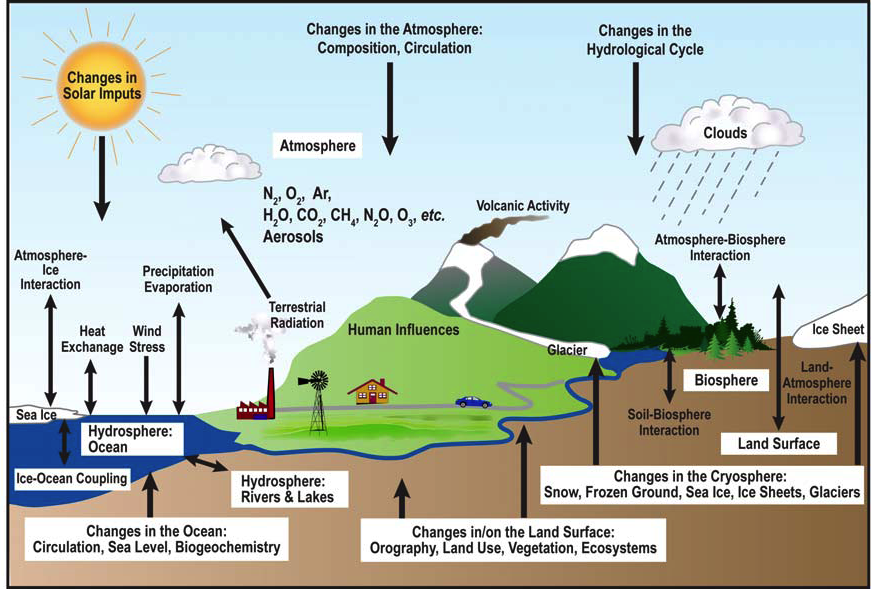 Changes in the Atmosphere:
Composition, Circulation
Changes in the
Hydrological Cycle
Changes in
Solar Imputs
Clouds
Atmosphere
N₂, O₂, Ar,
H₂O, CO₂, CH₄, N₂O, O₃, etc.
Aerosols
Volcanic Activity
Atmosphere-Biosphere
Interaction
Atmosphere-
Ice
Interaction
Precipitation
Evaporation
Terrestrial
Radiation
Heat
Exchanage
Wind
Stress
Human Influences
Glacier
Ice Sheet
Land-
Atmosphere
Interaction
Biosphere
Sea Ice
Hydrosphere:
Ocean
Soil-Biosphere
Interaction
Land Surface
Ice-Ocean Coupling
Hydrosphere:
Rivers & Lakes
Changes in the Cryosphere:
Snow, Frozen Ground, Sea Ice, Ice Sheets, Glaciers
Changes in the Ocean:
Circulation, Sea Level, Biogeochemistry
Changes in/on the Land Surface:
Orography, Land Use, Vegetation, Ecosystems